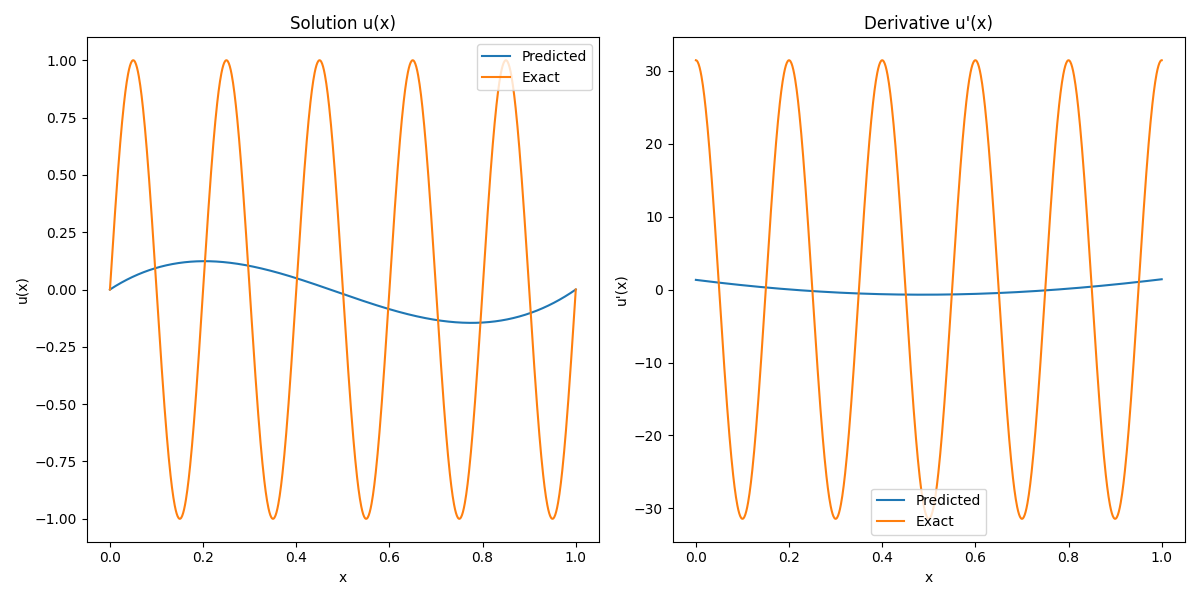 Solution u(x)
Predicted
Exact
1.00
0.75
0.50
0.25
0.00
−0.25
−0.50
−0.75
−1.00
u(x)
0.0 0.2 0.4 0.6 0.8 1.0
x
Derivative u'(x)
30
20
10
0
−10
−20
−30
u'(x)
Predicted
Exact
0.0 0.2 0.4 0.6 0.8 1.0
x